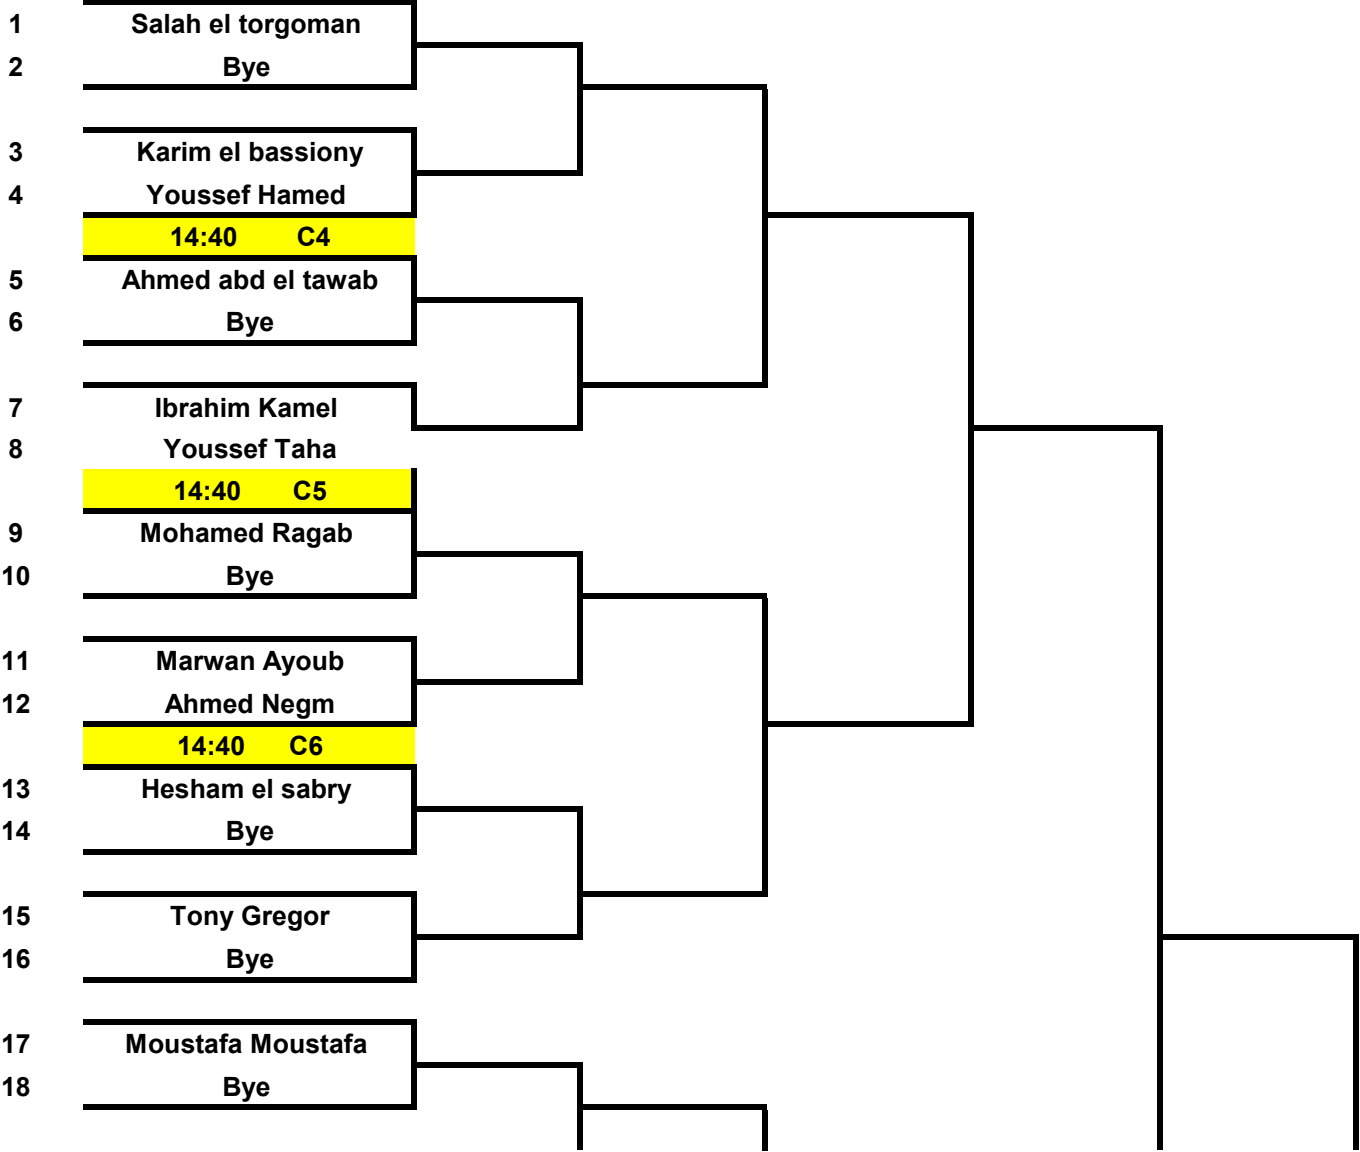 1 Salah el torgoman
2 Bye
3 Karim el bassiony
4 Youssef Hamed
14:40 C4
5 Ahmed abd el tawab
6 Bye
7 Ibrahim Kamel
8 Youssef Taha
14:40 C5
9 Mohamed Ragab
10 Bye
11 Marwan Ayoub
12 Ahmed Negm
14:40 C6
13 Hesham el sabry
14 Bye
15 Tony Gregor
16 Bye
17 Moustafa Moustafa
18 Bye